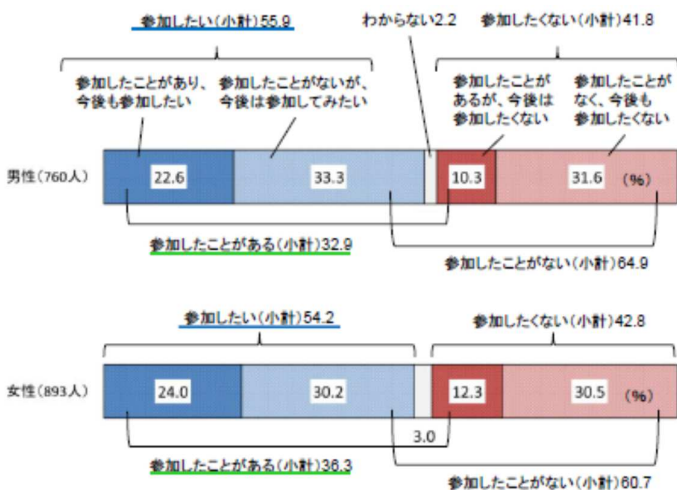 参加したい(小計)55.9
わからない2.2
参加したくない(小計)41.8
参加したことがあり、
今後も参加したい
参加したことがないが、
今後は参加してみたい
参加したことが
あるが、今後は
参加したくない
参加したことが
なく、今後も
参加したくない
男性(760人)
22.6
33.3
10.3
31.6
(%)
参加したことがある(小計)32.9
参加したことがない(小計)64.9
参加したい(小計)54.2
参加したくない(小計)42.8
女性(893人)
24.0
30.2
12.3
30.5
(%)
3.0
参加したことがある(小計)36.3
参加したことがない(小計)60.7